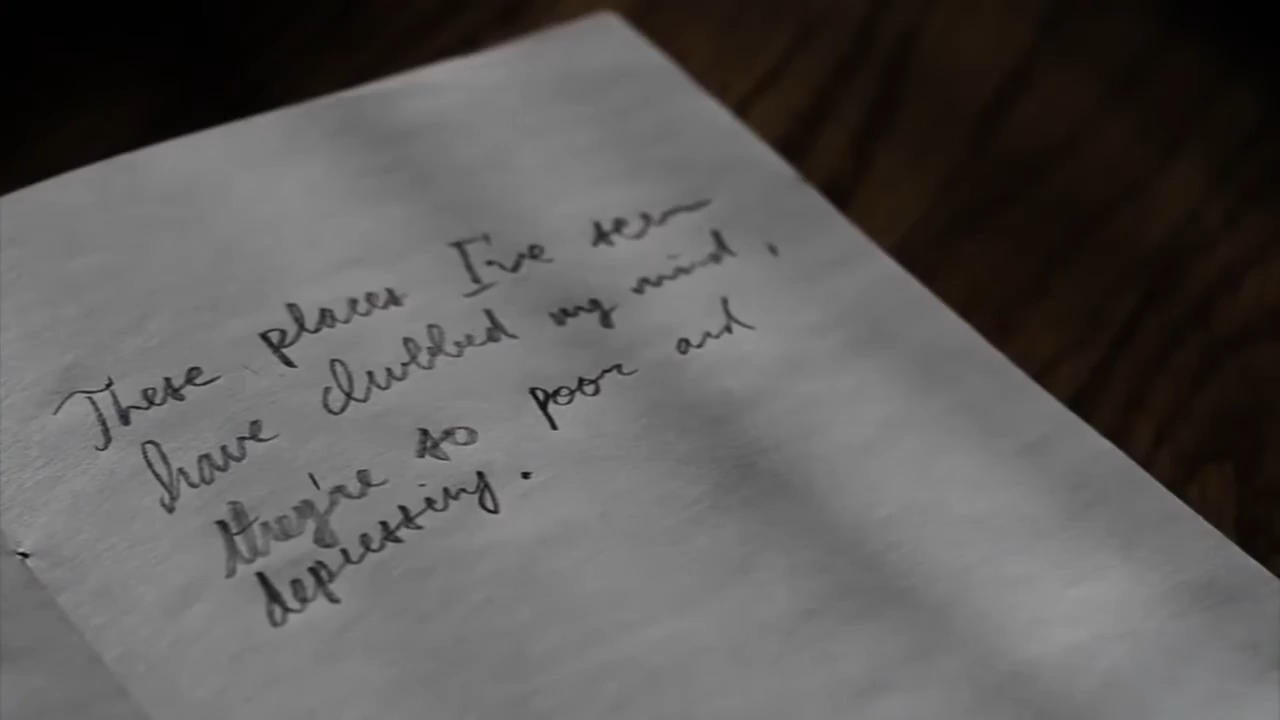 These places I've seen
have clubbed my mind,
they're so poor and
depressing.